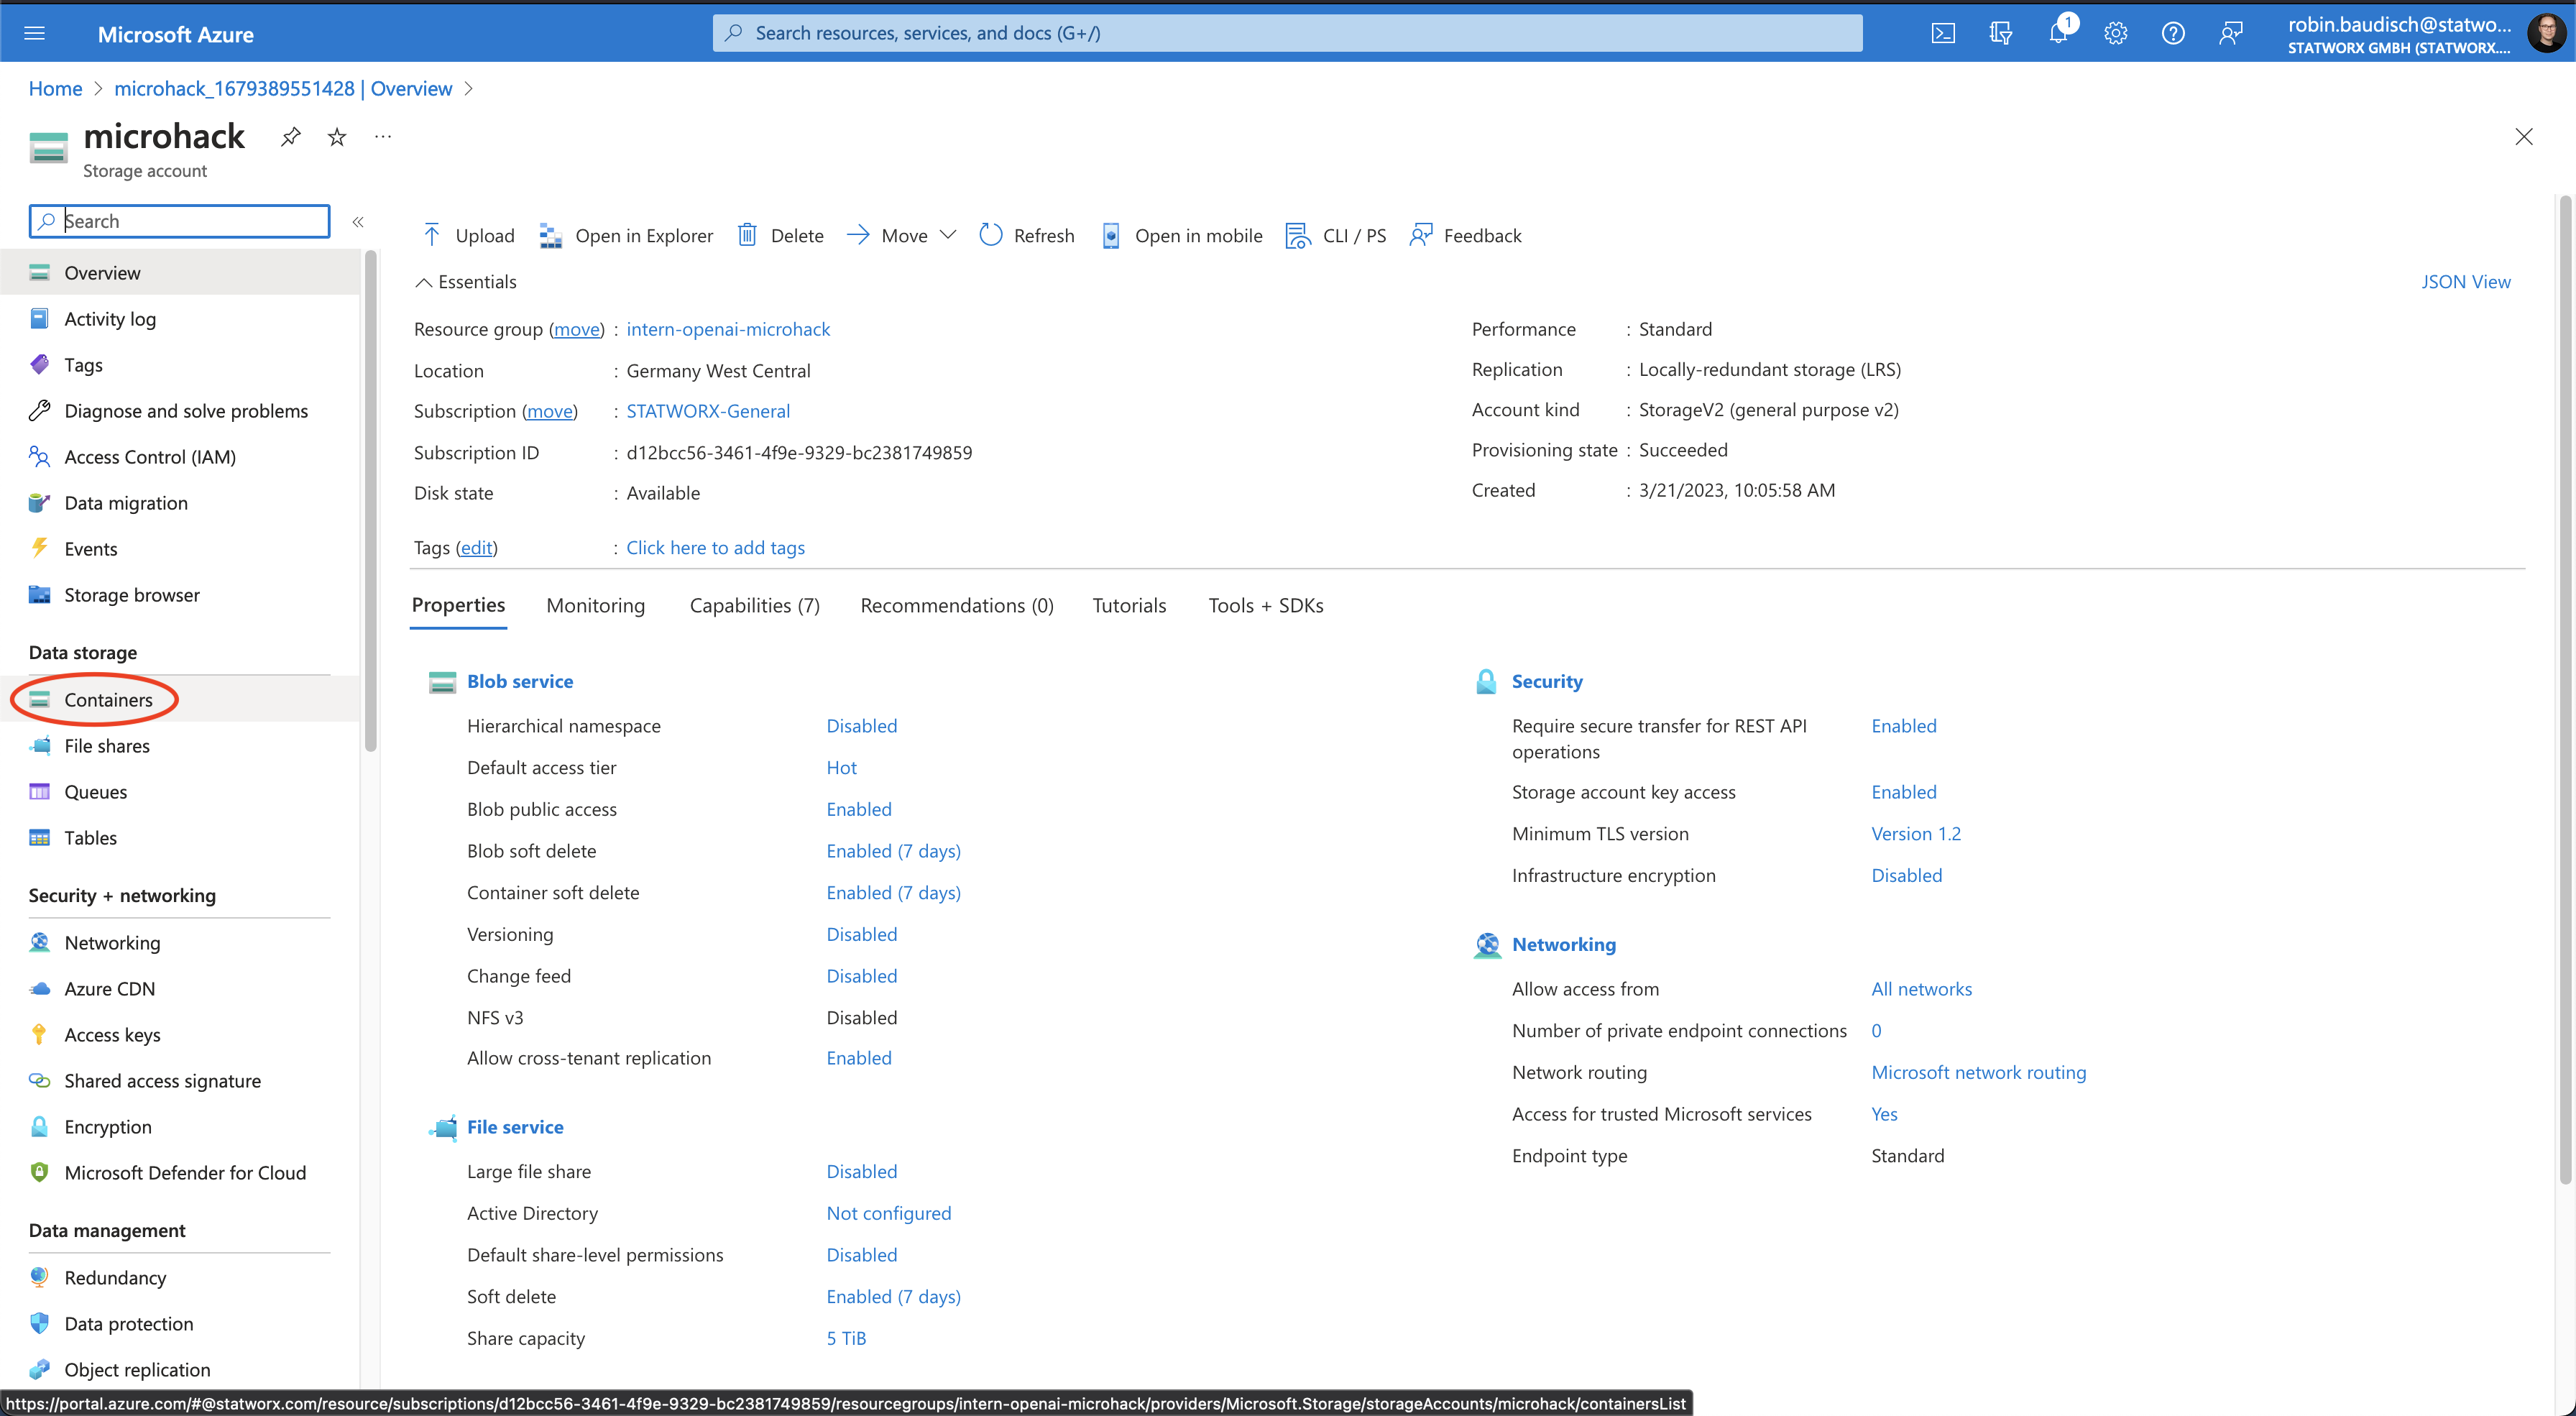 Microsoft Azure
Search resources, services, and docs (G+/)
1
robin.baudisch@statwo...
STATWORX GMBH (STATWORX....
Home > microhack_1679389551428 | Overview >
microhack
...
Storage account
Search
«
Upload
Open in Explorer
Delete
Move
Refresh
Open in mobile
CLI / PS
Feedback
Overview
Activity log
Tags
Diagnose and solve problems
Access Control (IAM)
Data migration
Events
Storage browser
Data storage
Containers
File shares
Queues
Tables
Security + networking
Networking
Azure CDN
Access keys
Shared access signature
Encryption
Microsoft Defender for Cloud
Data management
Redundancy
Data protection
Object replication
Essentials
JSON View
Resource group (move) : intern-openai-microhack
Location : Germany West Central
Subscription (move) : STATWORX-General
Subscription ID : d12bcc56-3461-4f9e-9329-bc2381749859
Disk state : Available
Tags (edit) : Click here to add tags
Performance : Standard
Replication : Locally-redundant storage (LRS)
Account kind : StorageV2 (general purpose v2)
Provisioning state : Succeeded
Created : 3/21/2023, 10:05:58 AM
Properties
Monitoring
Capabilities (7)
Recommendations (0)
Tutorials
Tools + SDKs
Blob service
Hierarchical namespace Disabled
Default access tier Hot
Blob public access Enabled
Blob soft delete Enabled (7 days)
Container soft delete Enabled (7 days)
Versioning Disabled
Change feed Disabled
NFS v3 Disabled
Allow cross-tenant replication Enabled
File service
Large file share Disabled
Active Directory Not configured
Default share-level permissions Disabled
Soft delete Enabled (7 days)
Share capacity 5 TiB
Security
Require secure transfer for REST API Enabled
operations
Storage account key access Enabled
Minimum TLS version Version 1.2
Infrastructure encryption Disabled
Networking
Allow access from All networks
Number of private endpoint connections 0
Network routing Microsoft network routing
Access for trusted Microsoft services Yes
Endpoint type Standard
https://portal.azure.com/#@statworx.com/resource/subscriptions/d12bcc56-3461-4f9e-9329-bc2381749859/resourcegroups/intern-openai-microhack/providers/Microsoft.Storage/storageAccounts/microhack/containersList